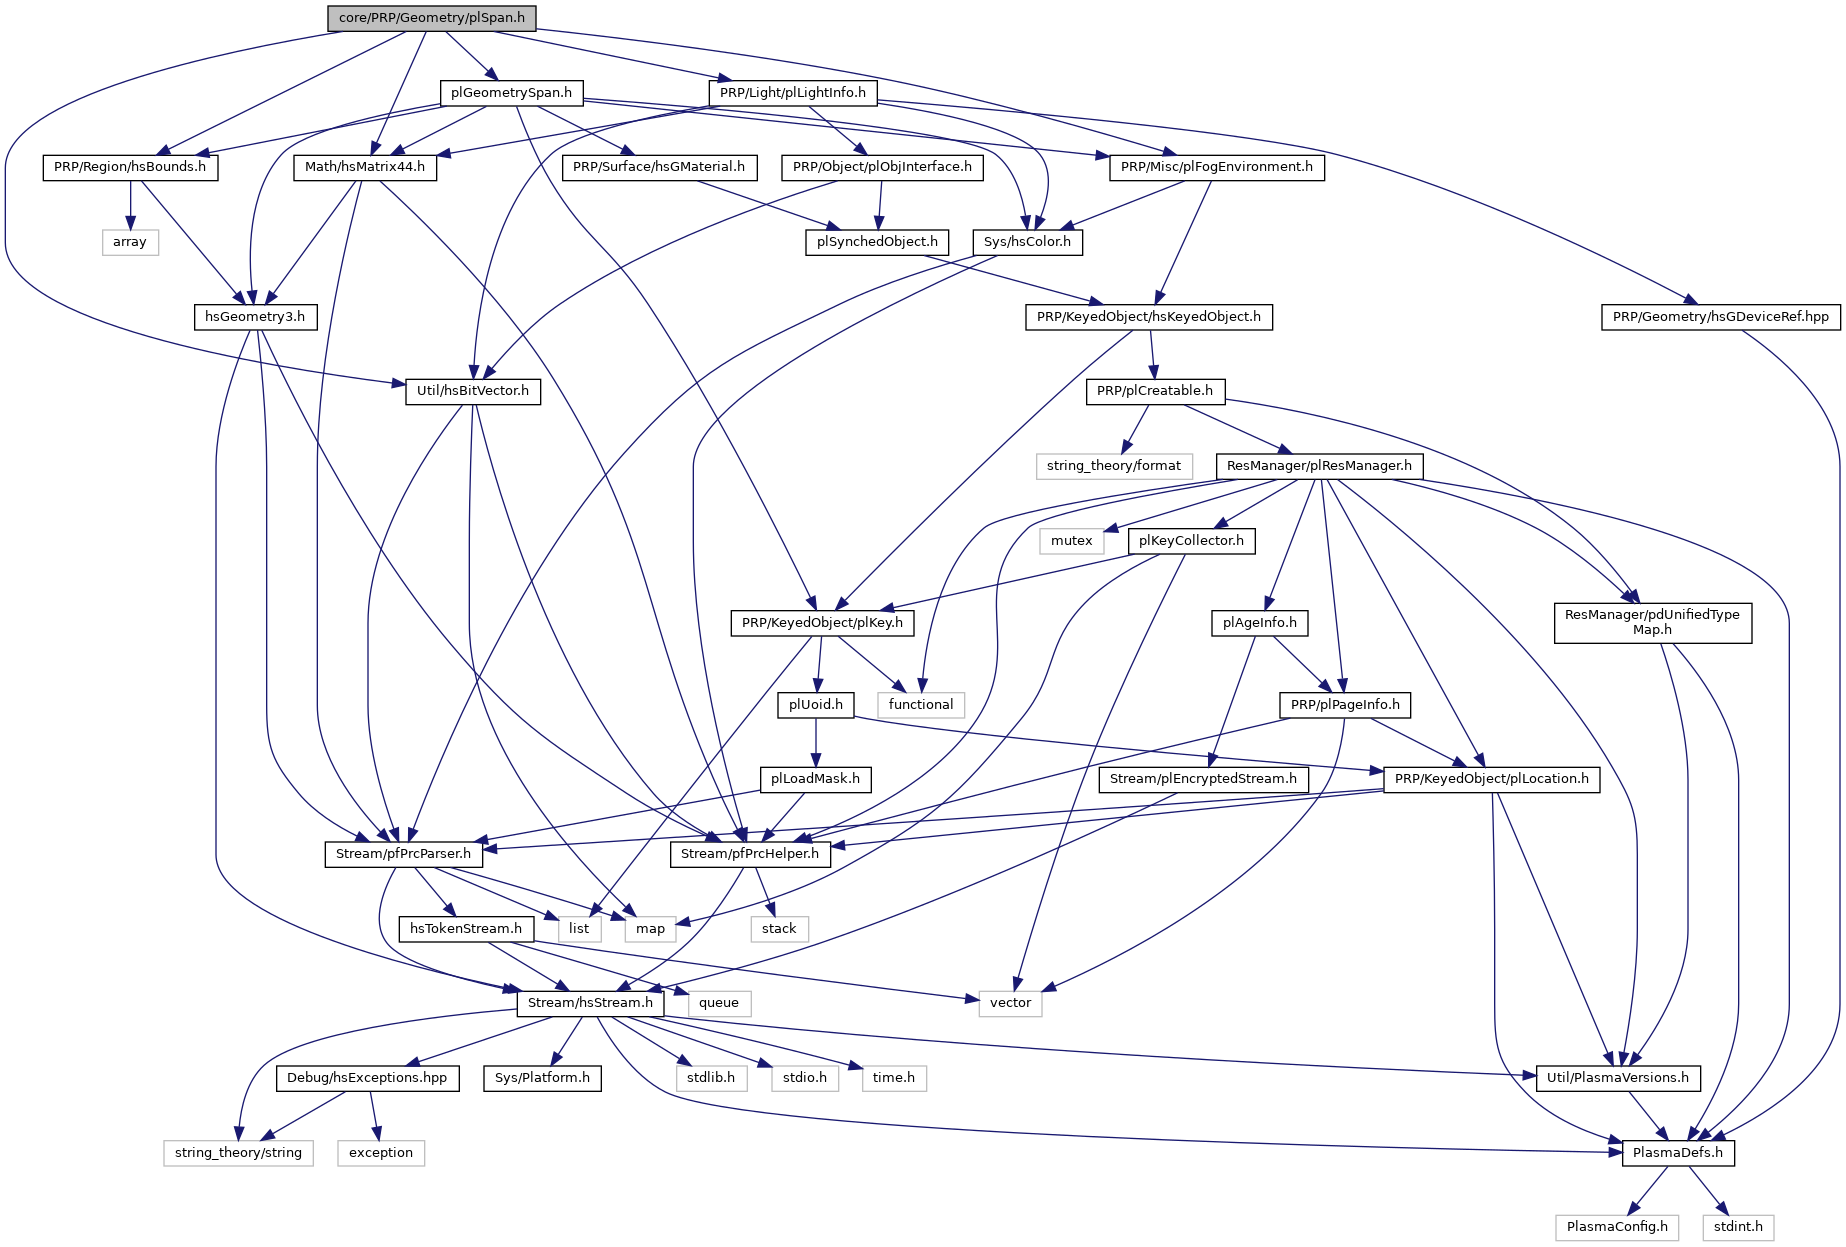 core/PRP/Geometry/plSpan.h
plGeometrySpan.h
PRP/Light/plLightInfo.h
PRP/Region/hsBounds.h
Math/hsMatrix44.h
PRP/Surface/hsGMaterial.h
PRP/Object/plObjInterface.h
PRP/Misc/plFogEnvironment.h
array
plSynchedObject.h
Sys/hsColor.h
hsGeometry3.h
PRP/KeyedObject/hsKeyedObject.h
PRP/Geometry/hsGDeviceRef.hpp
Util/hsBitVector.h
PRP/plCreatable.h
string_theory/format
ResManager/plResManager.h
mutex
plKeyCollector.h
PRP/KeyedObject/plKey.h
plAgeInfo.h
ResManager/pdUnifiedType
Map.h
plUoid.h
functional
PRP/plPageInfo.h
plLoadMask.h
Stream/plEncryptedStream.h
PRP/KeyedObject/plLocation.h
Stream/pfPrcParser.h
Stream/pfPrcHelper.h
hsTokenStream.h
list
map
stack
Stream/hsStream.h
queue
vector
Debug/hsExceptions.hpp
Sys/Platform.h
stdlib.h
stdio.h
time.h
Util/PlasmaVersions.h
string_theory/string
exception
PlasmaDefs.h
PlasmaConfig.h
stdint.h